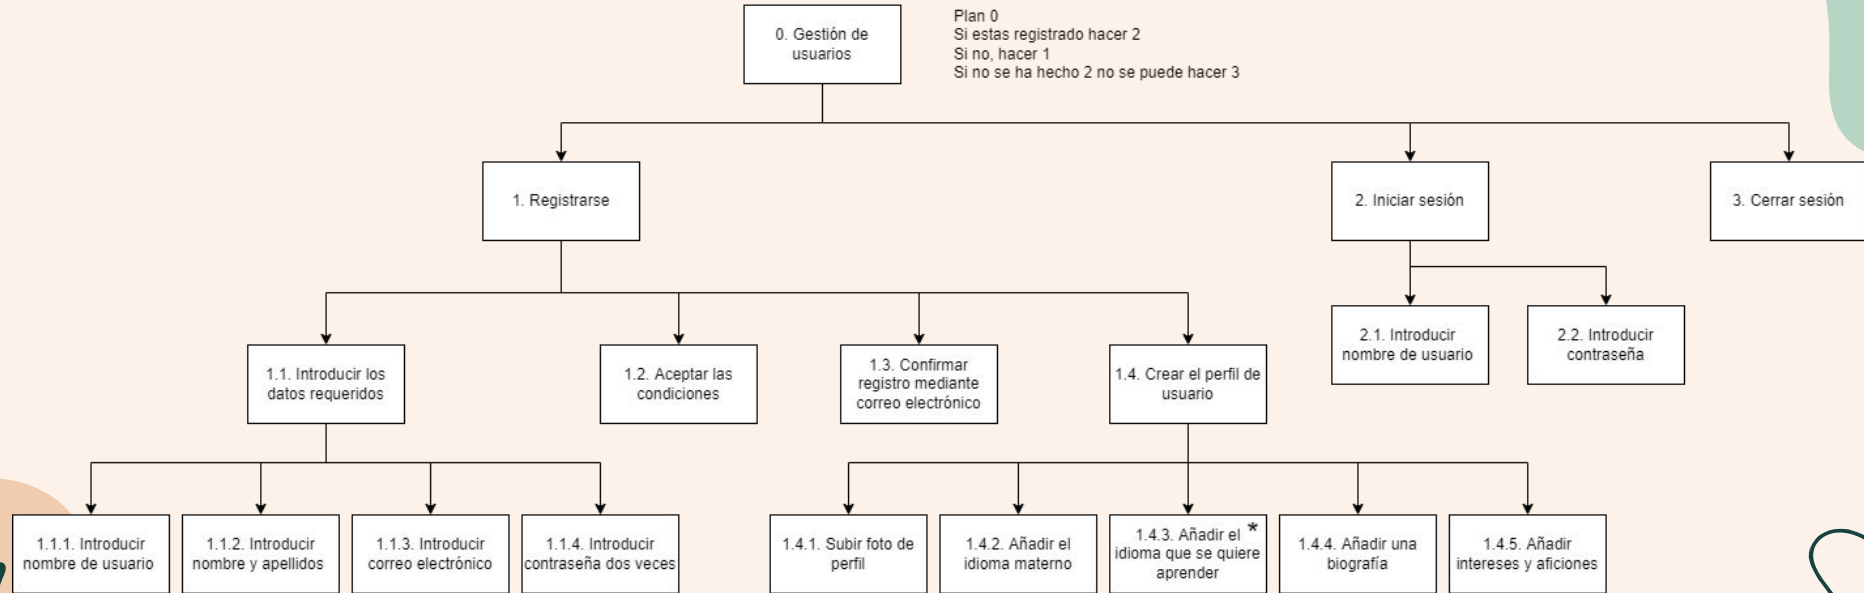 0. Gestión de
usuarios
Plan 0
Si estas registrado hacer 2
Si no, hacer 1
Si no se ha hecho 2 no se puede hacer 3
1. Registrarse
2. Iniciar sesión
3. Cerrar sesión
2.1. Introducir
nombre de usuario
2.2. Introducir
contraseña
1.1. Introducir los
datos requeridos
1.2. Aceptar las
condiciones
1.3. Confirmar
registro mediante
correo electrónico
1.4. Crear el perfil de
usuario
1.1.1. Introducir
nombre de usuario
1.1.2. Introducir
nombre y apellidos
1.1.3. Introducir
correo electrónico
1.1.4. Introducir
contraseña dos veces
1.4.1. Subir foto de
perfil
1.4.2. Añadir el
idioma materno
1.4.3. Añadir el *
idioma que se quiere
aprender
1.4.4. Añadir una
biografía
1.4.5. Añadir
intereses y aficiones